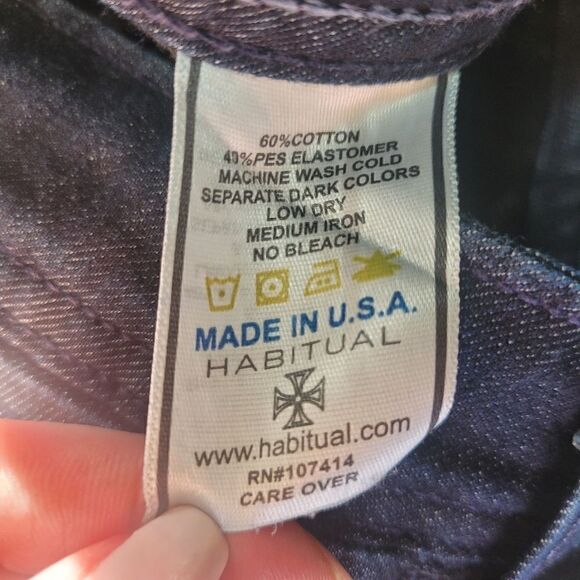 60%COTTON
40%PES ELASTOMER
MACHINE WASH COLD
SEPARATE DARK COLORS
LOW DRY
MEDIUM IRON
NO BLEACH
MADE IN U.S.A.
HABITUAL
www.habitual.com
RN#107414
CARE OVER